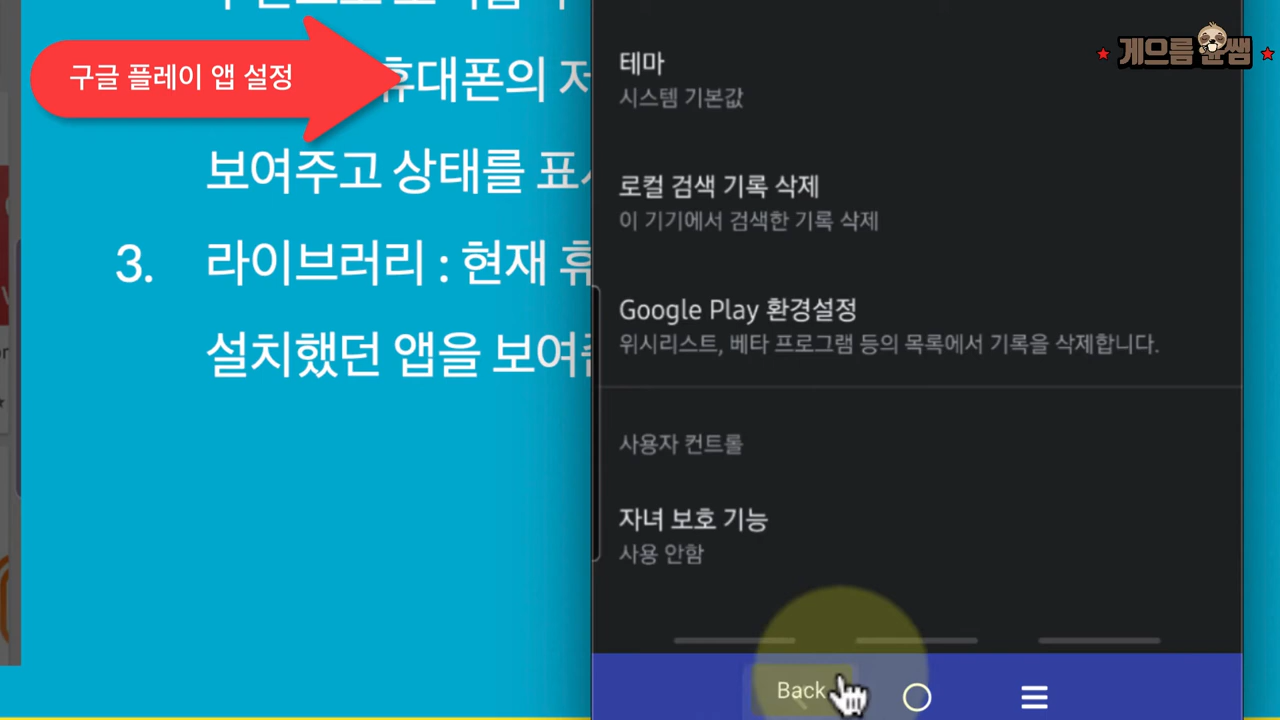 구글 플레이 앱 설정
휴대폰의 저
보여주고 상태를 표시
3. 라이브러리 : 현재 휴
설치했던 앱을 보여줍
테마
시스템 기본값
로컬 검색 기록 삭제
이 기기에서 검색한 기록 삭제
Google Play 환경설정
위시리스트, 베타 프로그램 등의 목록에서 기록을 삭제합니다.
사용자 컨트롤
자녀 보호 기능
사용 안함
Back
게으름 윤쌤